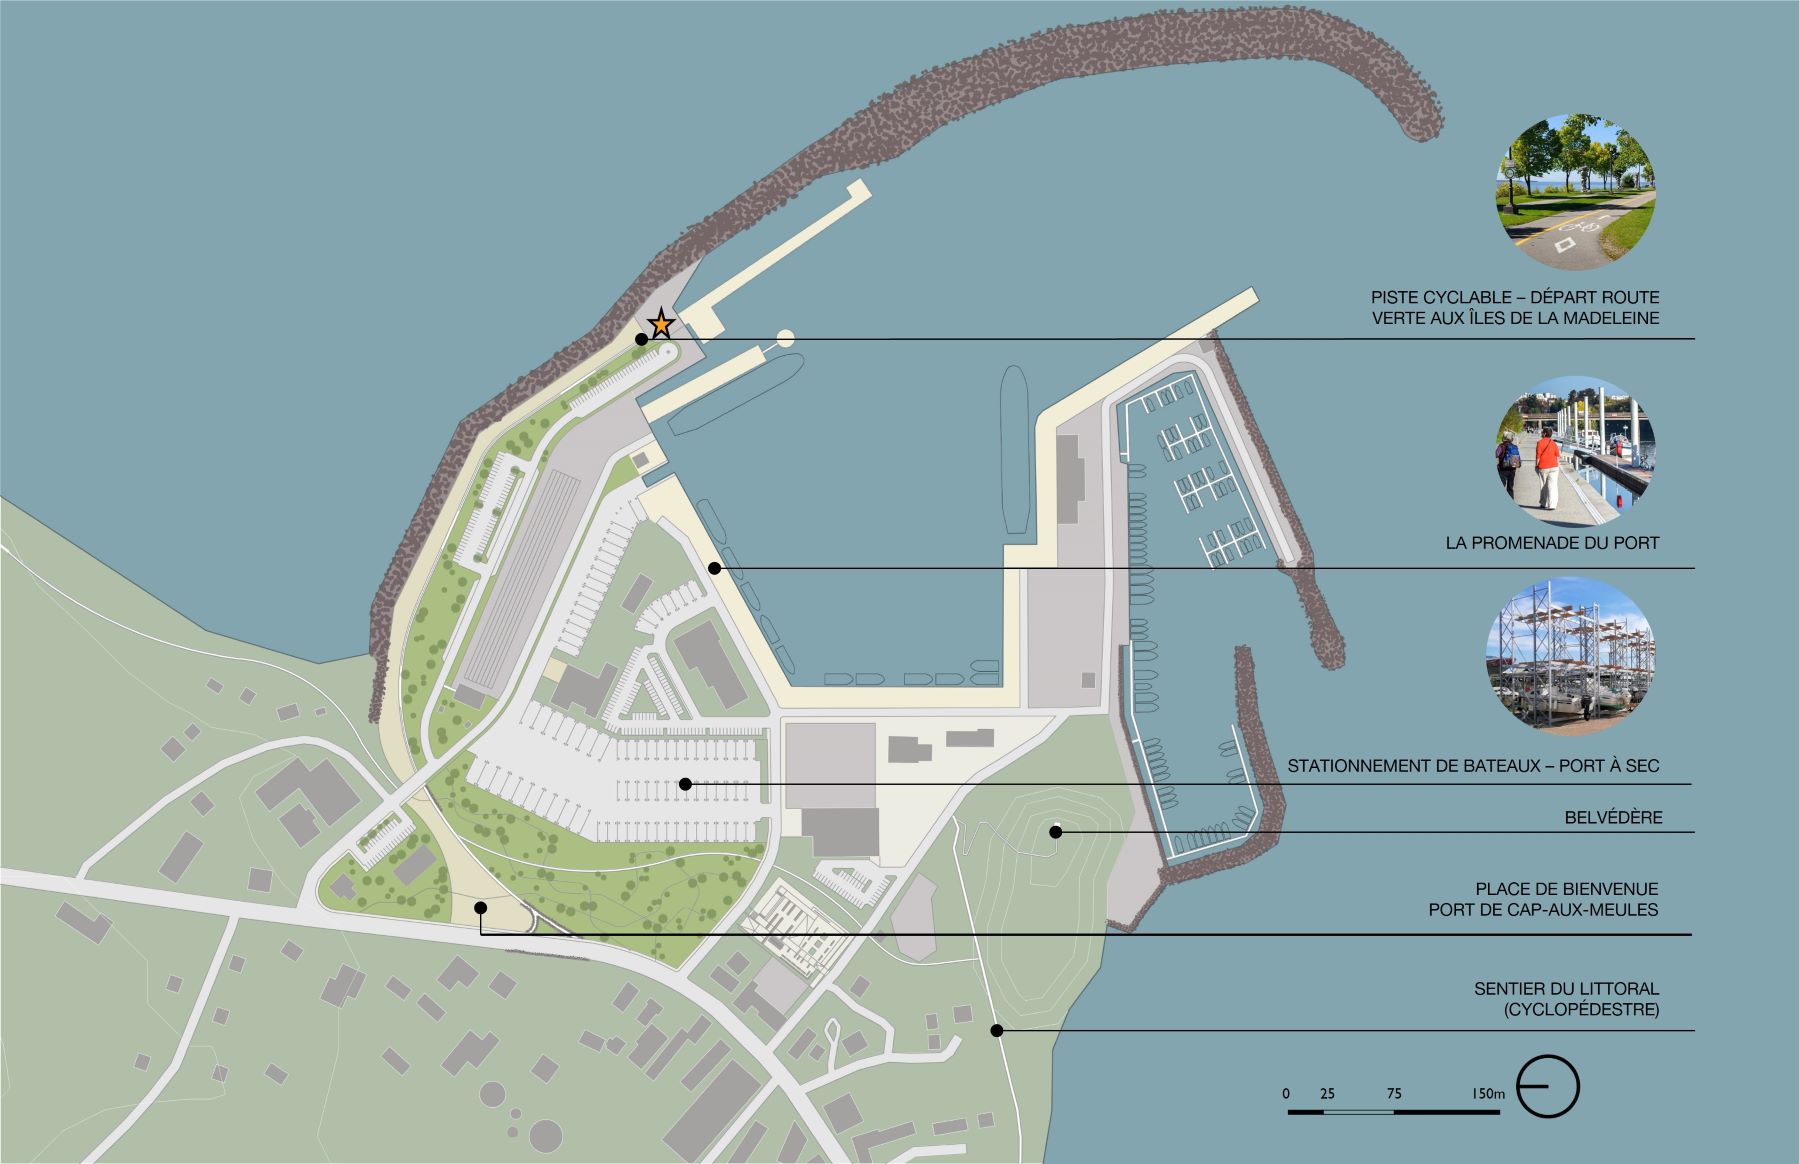 PISTE CYCLABLE – DÉPART ROUTE
VERTE AUX ÎLES DE LA MADELEINE
LA PROMENADE DU PORT
STATIONNEMENT DE BATEAUX – PORT À SEC
BELVÉDÈRE
PLACE DE BIENVENUE
PORT DE CAP-AUX-MEULES
SENTIER DU LITTORAL
(CYCLOPÉDESTRE)
0 25 75 150m